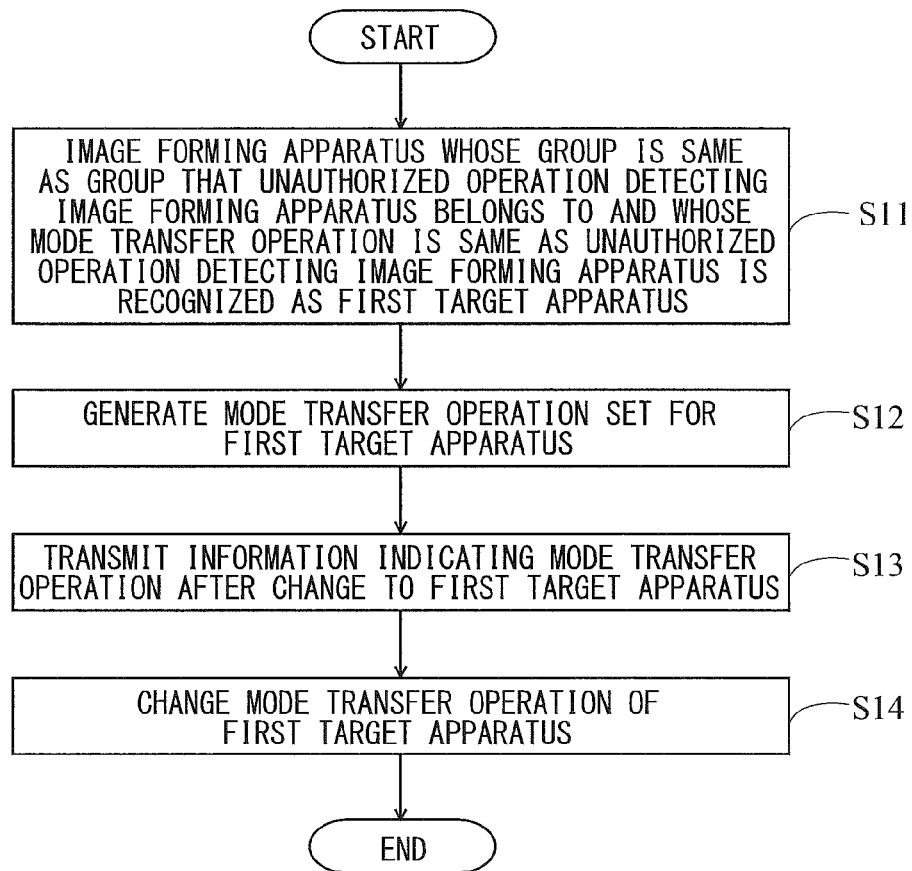 START
IMAGE FORMING APPARATUS WHOSE GROUP IS SAME
AS GROUP THAT UNAUTHORIZED OPERATION DETECTING
IMAGE FORMING APPARATUS BELONGS TO AND WHOSE
MODE TRANSFER OPERATION IS SAME AS UNAUTHORIZED
OPERATION DETECTING IMAGE FORMING APPARATUS IS
RECOGNIZED AS FIRST TARGET APPARATUS
S11
GENERATE MODE TRANSFER OPERATION SET FOR
FIRST TARGET APPARATUS
S12
TRANSMIT INFORMATION INDICATING MODE TRANSFER
OPERATION AFTER CHANGE TO FIRST TARGET APPARATUS
S13
CHANGE MODE TRANSFER OPERATION OF
FIRST TARGET APPARATUS
S14
END